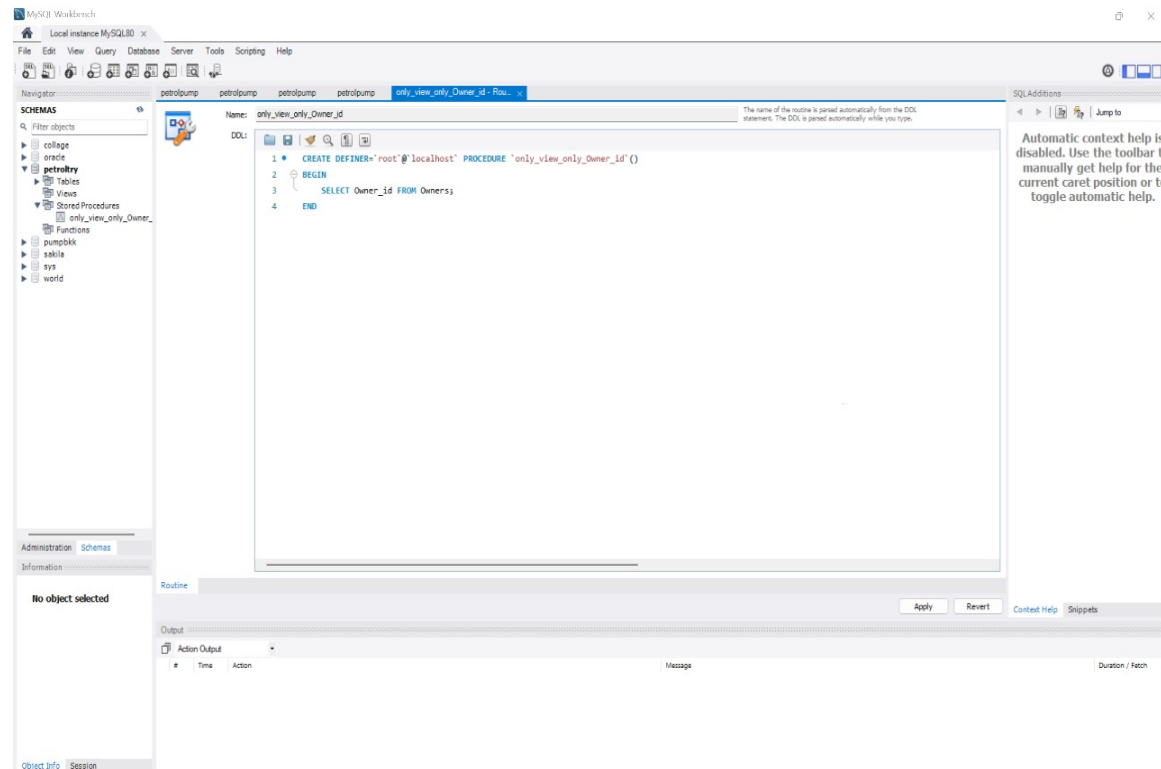 MySQL Workbench
Local instance MySQL80 ×
File Edit View Query Database Server Tools Scripting Help
Navigator
SCHEMAS
Filter objects
collage
oracle
petroltry
Tables
Views
Stored Procedures
only_view_only_Owner_
Functions
pumpbkk
sakila
sys
world
Administration Schemas
Information
No object selected
Object Info Session
petrolpump petrolpump petrolpump petrolpump only_view_only_Owner_id - Rou... ×
Name: only_view_only_Owner_id
The name of the routine is parsed automatically from the DDL
statement. The DDL is parsed automatically while you type.
DDL:
1 CREATE DEFINER=`root`@`localhost` PROCEDURE `only_view_only_Owner_id`()
2 BEGIN
3 SELECT Owner_id FROM Owners;
4 END
Routine
Apply Revert
Output
Action Output
# Time Action Message Duration / Fetch
SQLAdditions
Jump to
Automatic context help is
disabled. Use the toolbar t
manually get help for the
current caret position or t
toggle automatic help.
Context Help Snippets